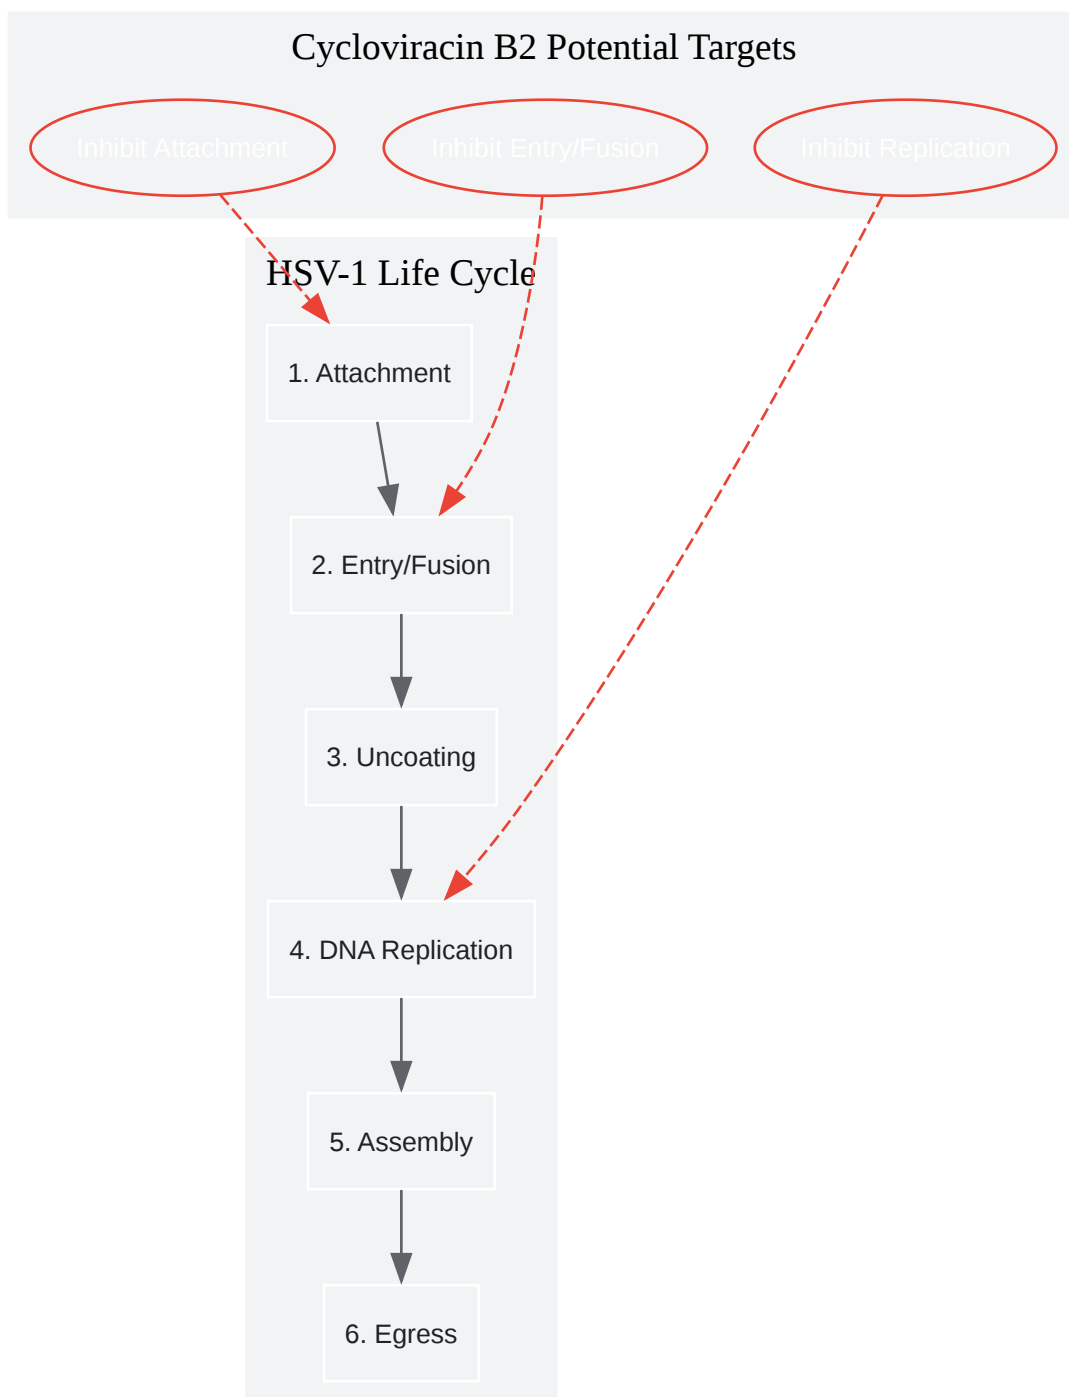 Cycloviracin B2 Potential Targets
Inhibit Attachment
Inhibit Entry/Fusion
Inhibit Replication
HSV-1 Life Cycle
1. Attachment
2. Entry/Fusion
3. Uncoating
4. DNA Replication
5. Assembly
6. Egress